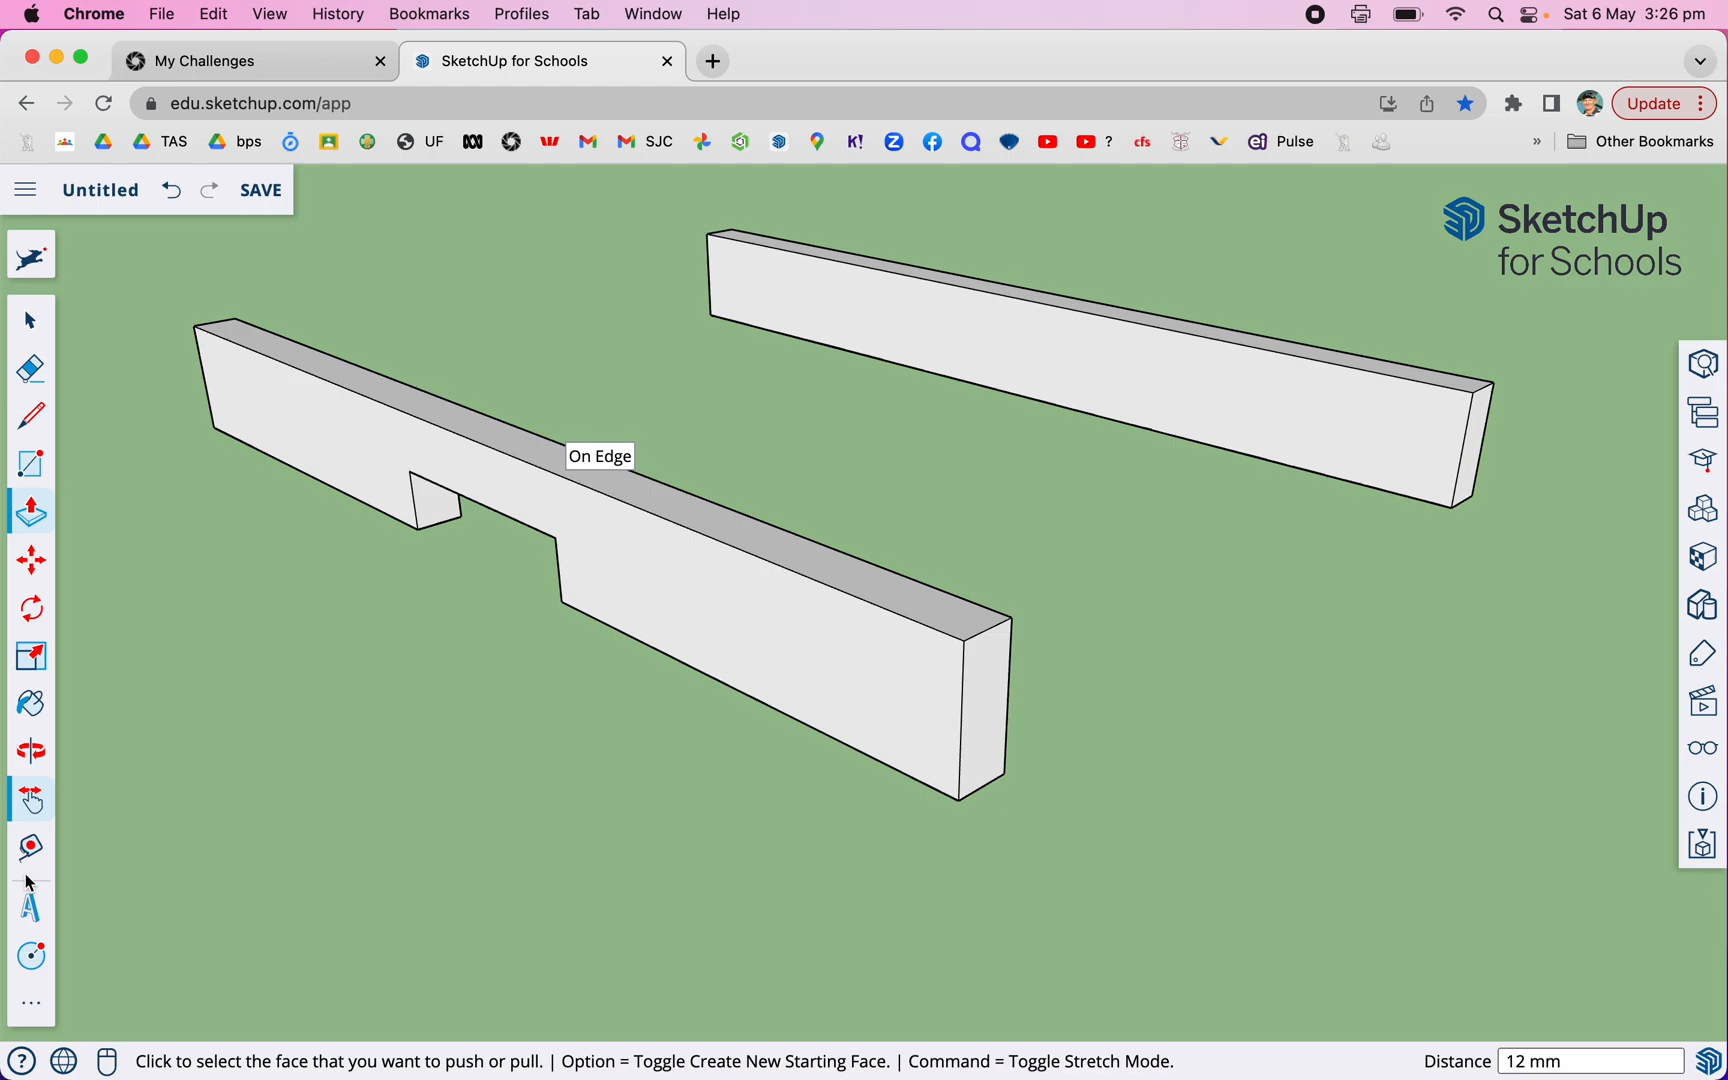 Chrome File Edit View History Bookmarks Profiles Tab Window Help Sat 6 May 3:26 pm
My Challenges SketchUp for Schools
edu.sketchup.com/app Update
TAS bps UF SJC K! Z ? cfs ei Pulse » Other Bookmarks
Untitled SAVE
SketchUp
for Schools
On Edge
Click to select the face that you want to push or pull. | Option = Toggle Create New Starting Face. | Command = Toggle Stretch Mode. Distance 12 mm